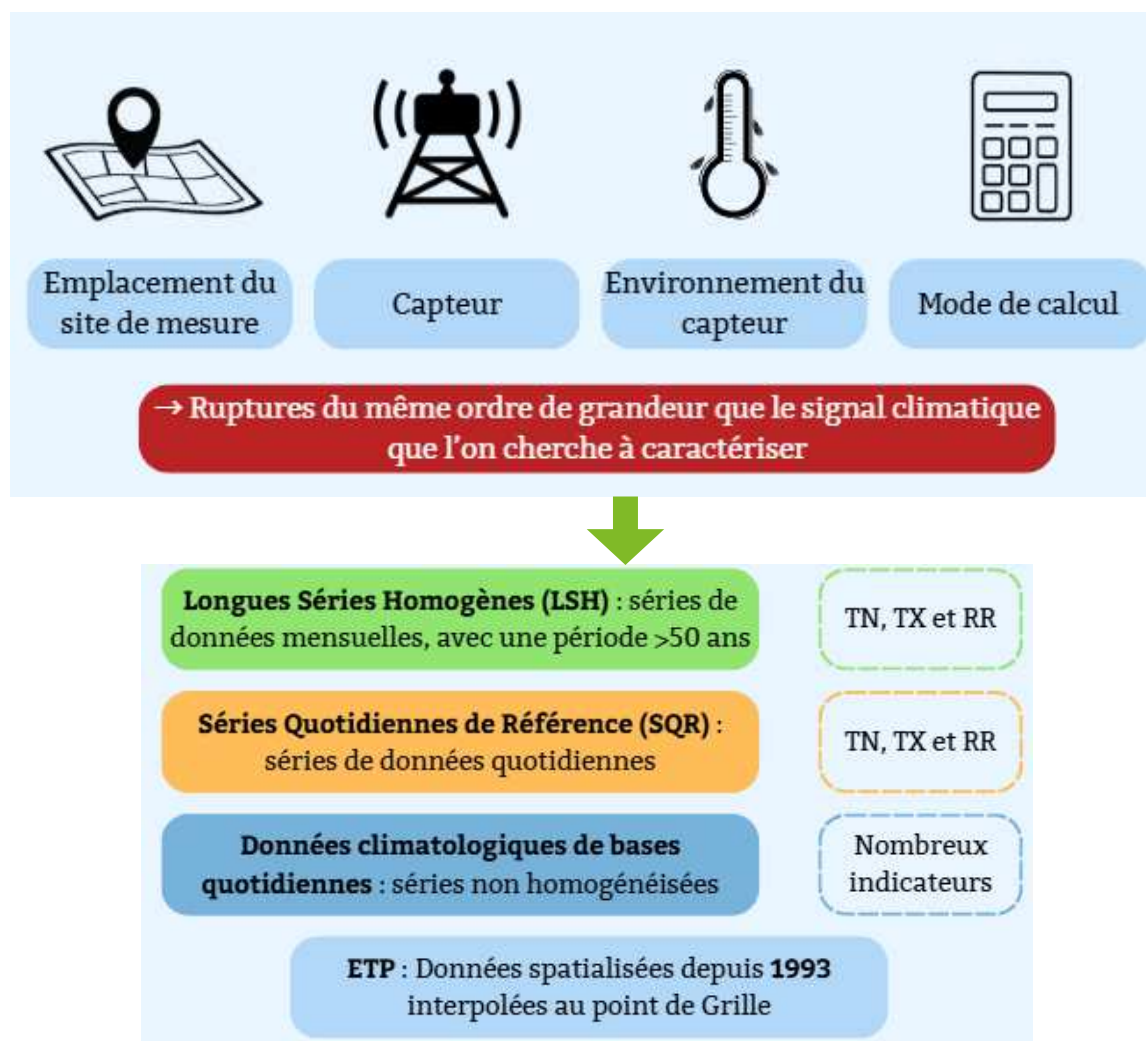 Emplacement du
site de mesure
Capteur
Environnement du
capteur
Mode de calcul
→ Ruptures du même ordre de grandeur que le signal climatique
que l'on cherche à caractériser
Longues Séries Homogènes (LSH) : séries de
données mensuelles, avec une période >50 ans
TN, TX et RR
Séries Quotidiennes de Référence (SQR) :
séries de données quotidiennes
TN, TX et RR
Données climatologiques de bases
quotidiennes : séries non homogénéisées
Nombreux
indicateurs
ETP : Données spatialisées depuis 1993
interpolées au point de Grille